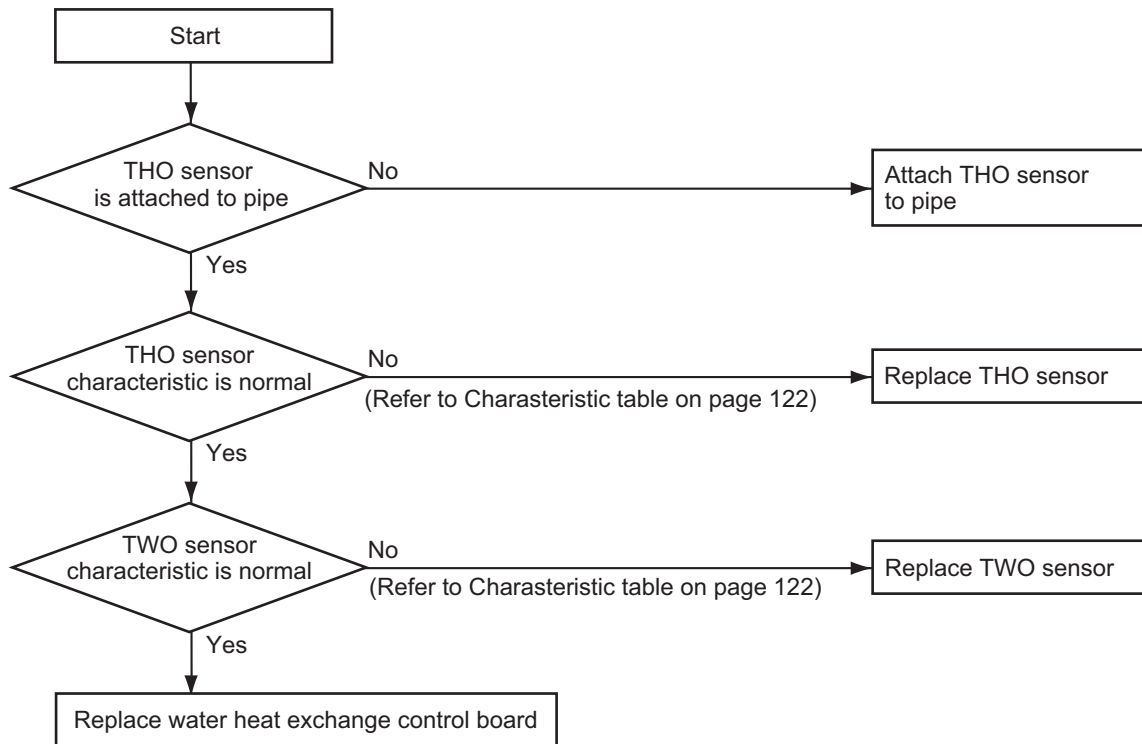 Start
THO sensor
is attached to pipe
No
Attach THO sensor
to pipe
Yes
THO sensor
characteristic is normal
No
(Refer to Charasteristic table on page 122)
Replace THO sensor
Yes
TWO sensor
characteristic is normal
No
(Refer to Charasteristic table on page 122)
Replace TWO sensor
Yes
Replace water heat exchange control board